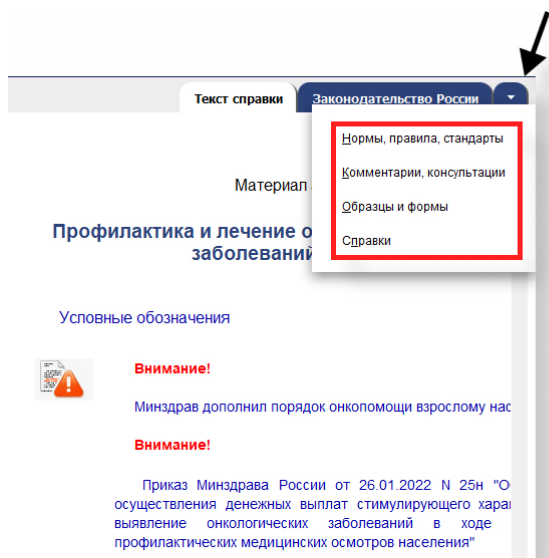 Текст справки Законодательство России
Нормы, правила, стандарты
Комментарии, консультации
Образцы и формы
Справки
Материал
Профилактика и лечение
заболеваний
Условные обозначения
Внимание!
Минздрав дополнил порядок онкопомощи взрослому
Внимание!
Приказ Минздрава России от 26.01.2022 N 25н
осуществления денежных выплат стимулирующего
выявление онкологических заболеваний в ходе
профилактических медицинских осмотров населения"